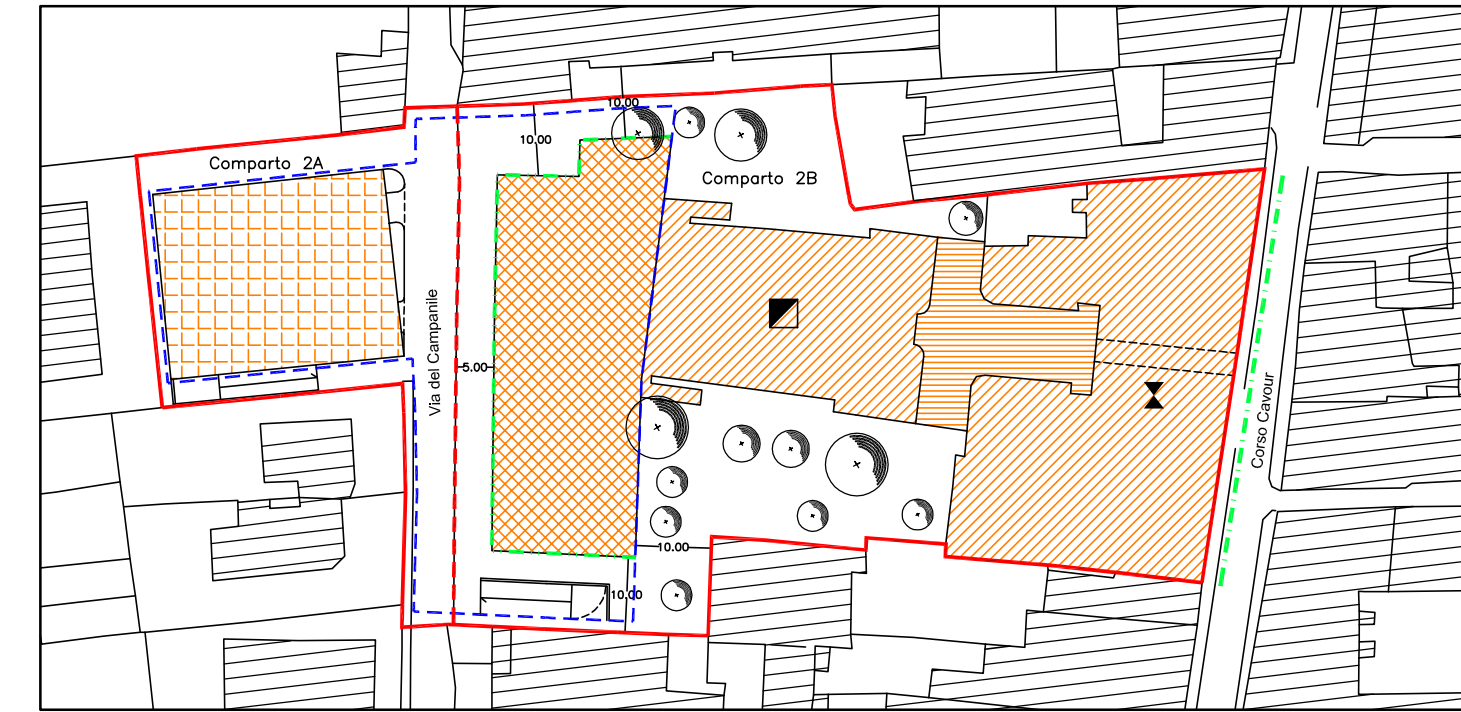 10.00
10.00
Comparto 2A
Comparto 2B
Via del Campanile
5.00
Corso Cavour
10.00
10.00